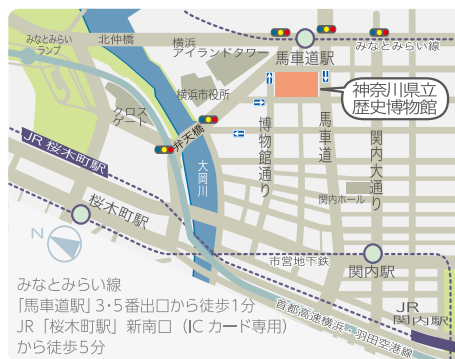 みなとみらい
ランプ
北仲橋
横浜
アイランドタワー
馬車道駅
みなとみらい線
神奈川県立
歴史博物館
横浜市役所
クロス
ゲート
弁天橋
大岡川
博物館通り
馬車道
関内大通り
関内ホール
JR 桜木町駅
桜木町駅
N
市営地下鉄
関内駅
JR
関内駅
首都高速横浜・羽田空港線
みなとみらい線
「馬車道駅」3・5番出口から徒歩1分
JR「桜木町駅」新南口（ICカード専用）
から徒歩5分